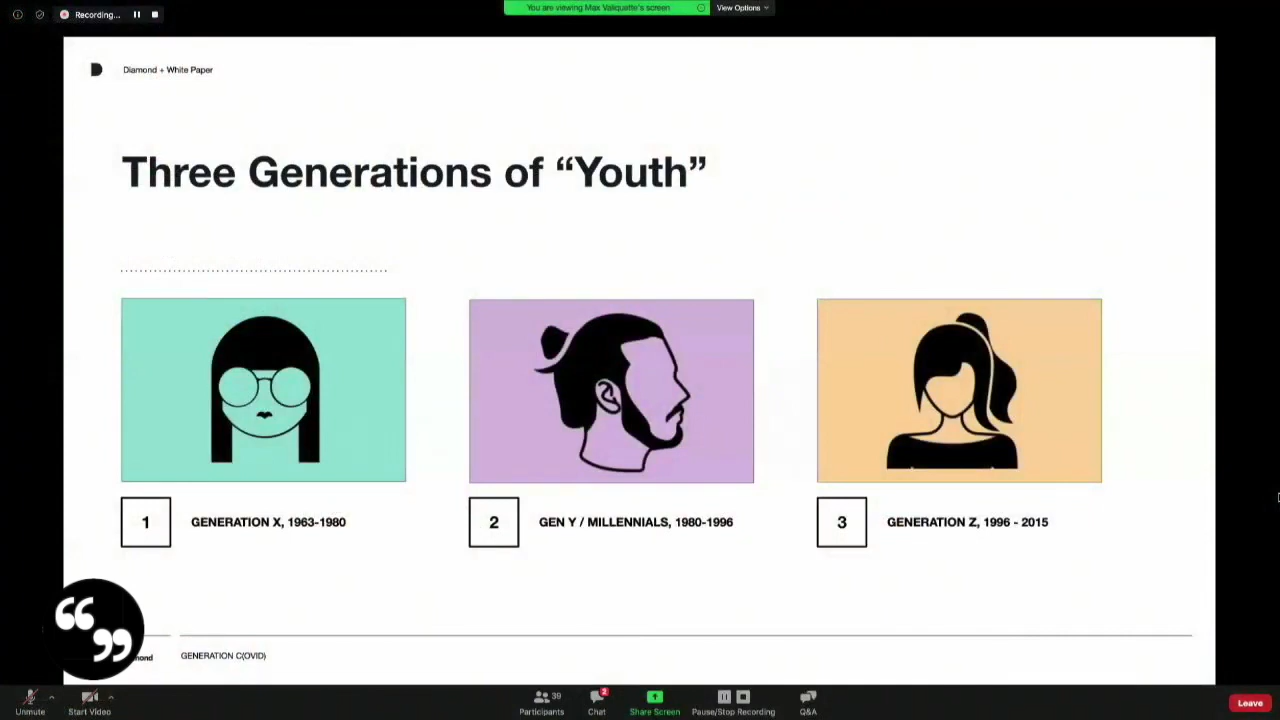 Recording...
You are viewing Max Valiquette's screen
View Options
Diamond + White Paper
Three Generations of “Youth”
1 GENERATION X, 1963-1980
2 GEN Y / MILLENNIALS, 1980-1996
3 GENERATION Z, 1996 - 2015
GENERATION C(OVID)
Unmute
Start Video
39
Participants
2
Chat
Share Screen
Pause/Stop Recording
Q&A
Leave